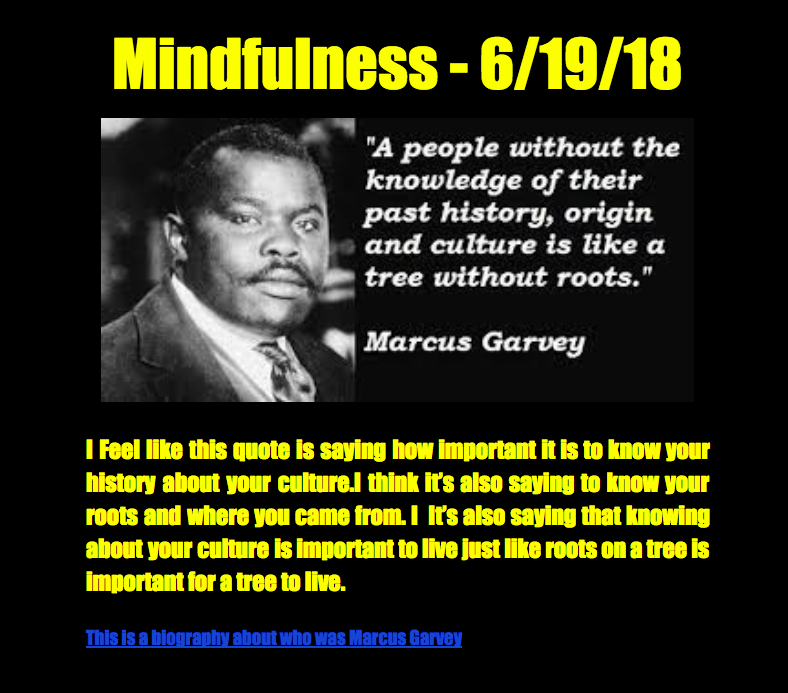 Mindfulness - 6/19/18
"A people without the
knowledge of their
past history, origin
and culture is like a
tree without roots."
Marcus Garvey
I Feel like this quote is saying how important it is to know your
history about your culture.I think it's also saying to know your
roots and where you came from. I  It's also saying that knowing
about your culture is important to live just like roots on a tree is
important for a tree to live.
This is a biography about who was Marcus Garvey